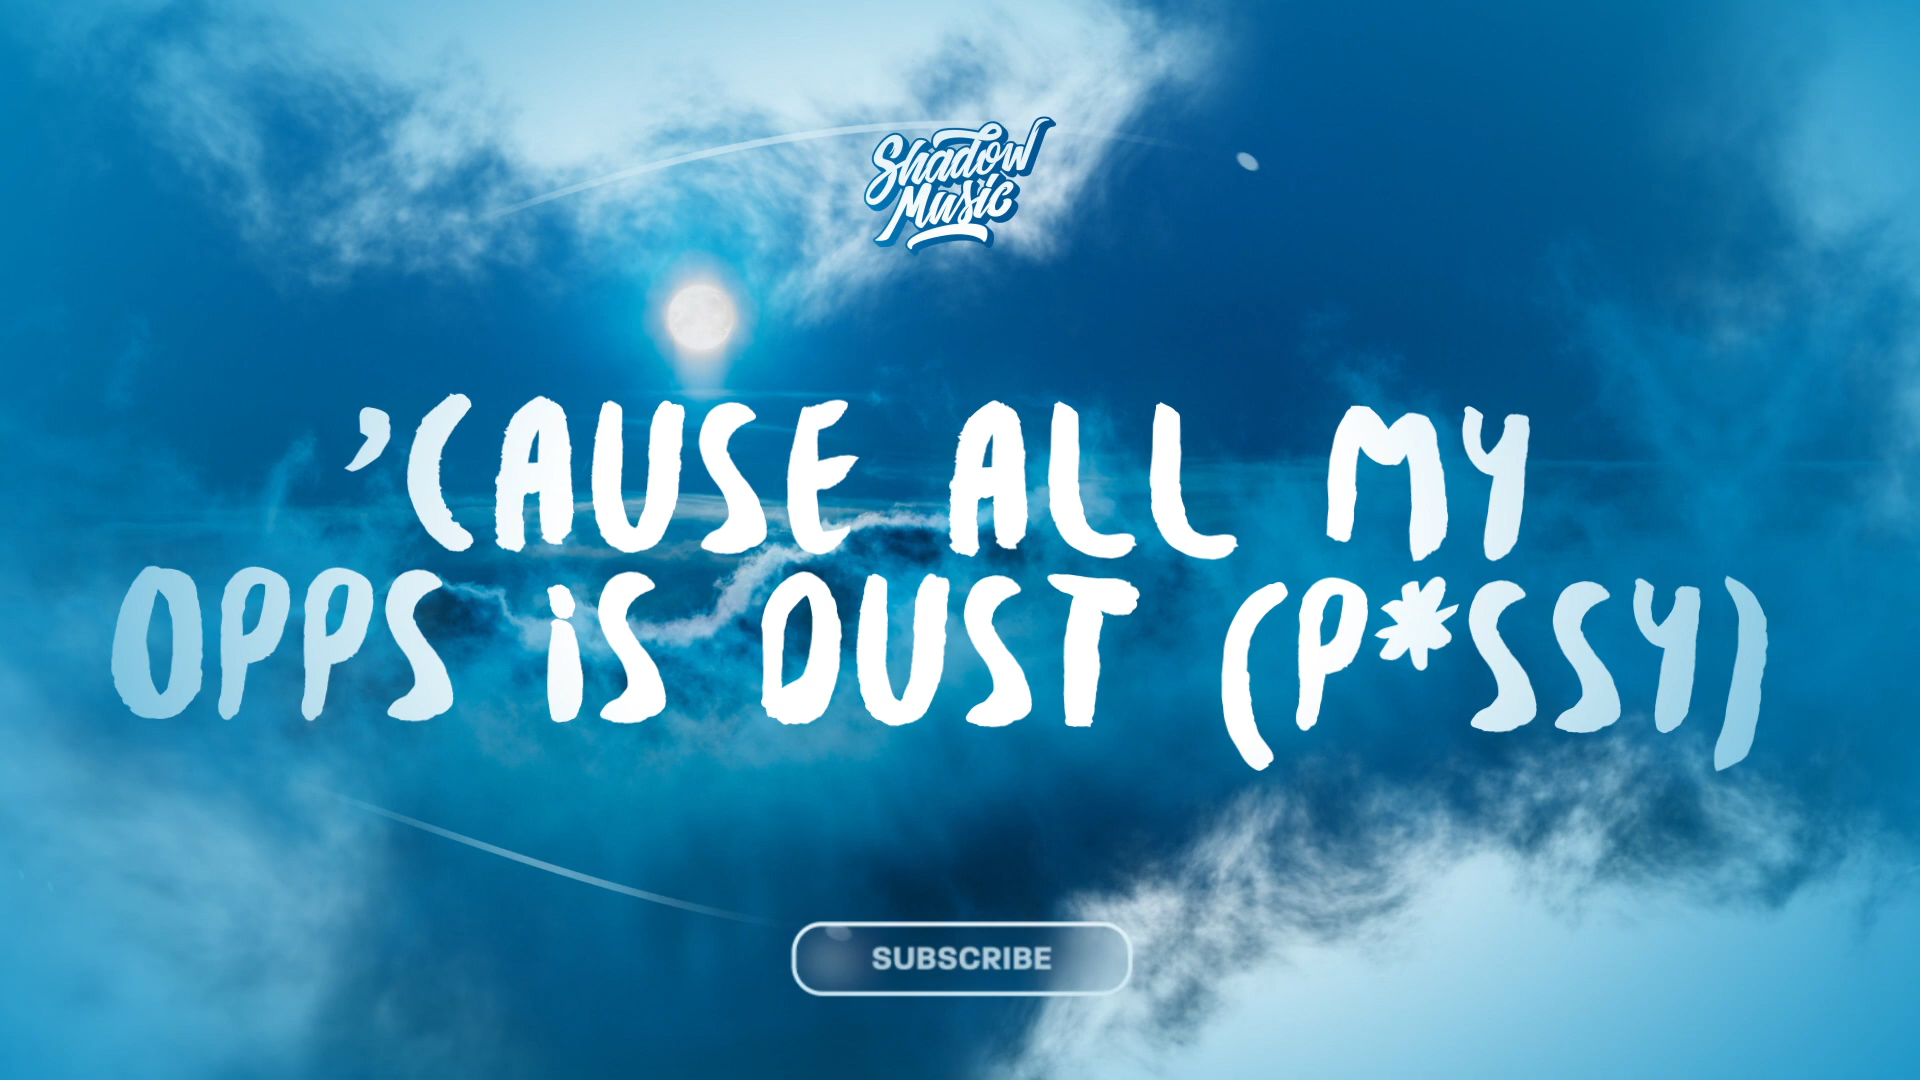 Shadow
Music
’CAUSE ALL MY
OPPS iS DUST (P*SSY)
SUBSCRIBE